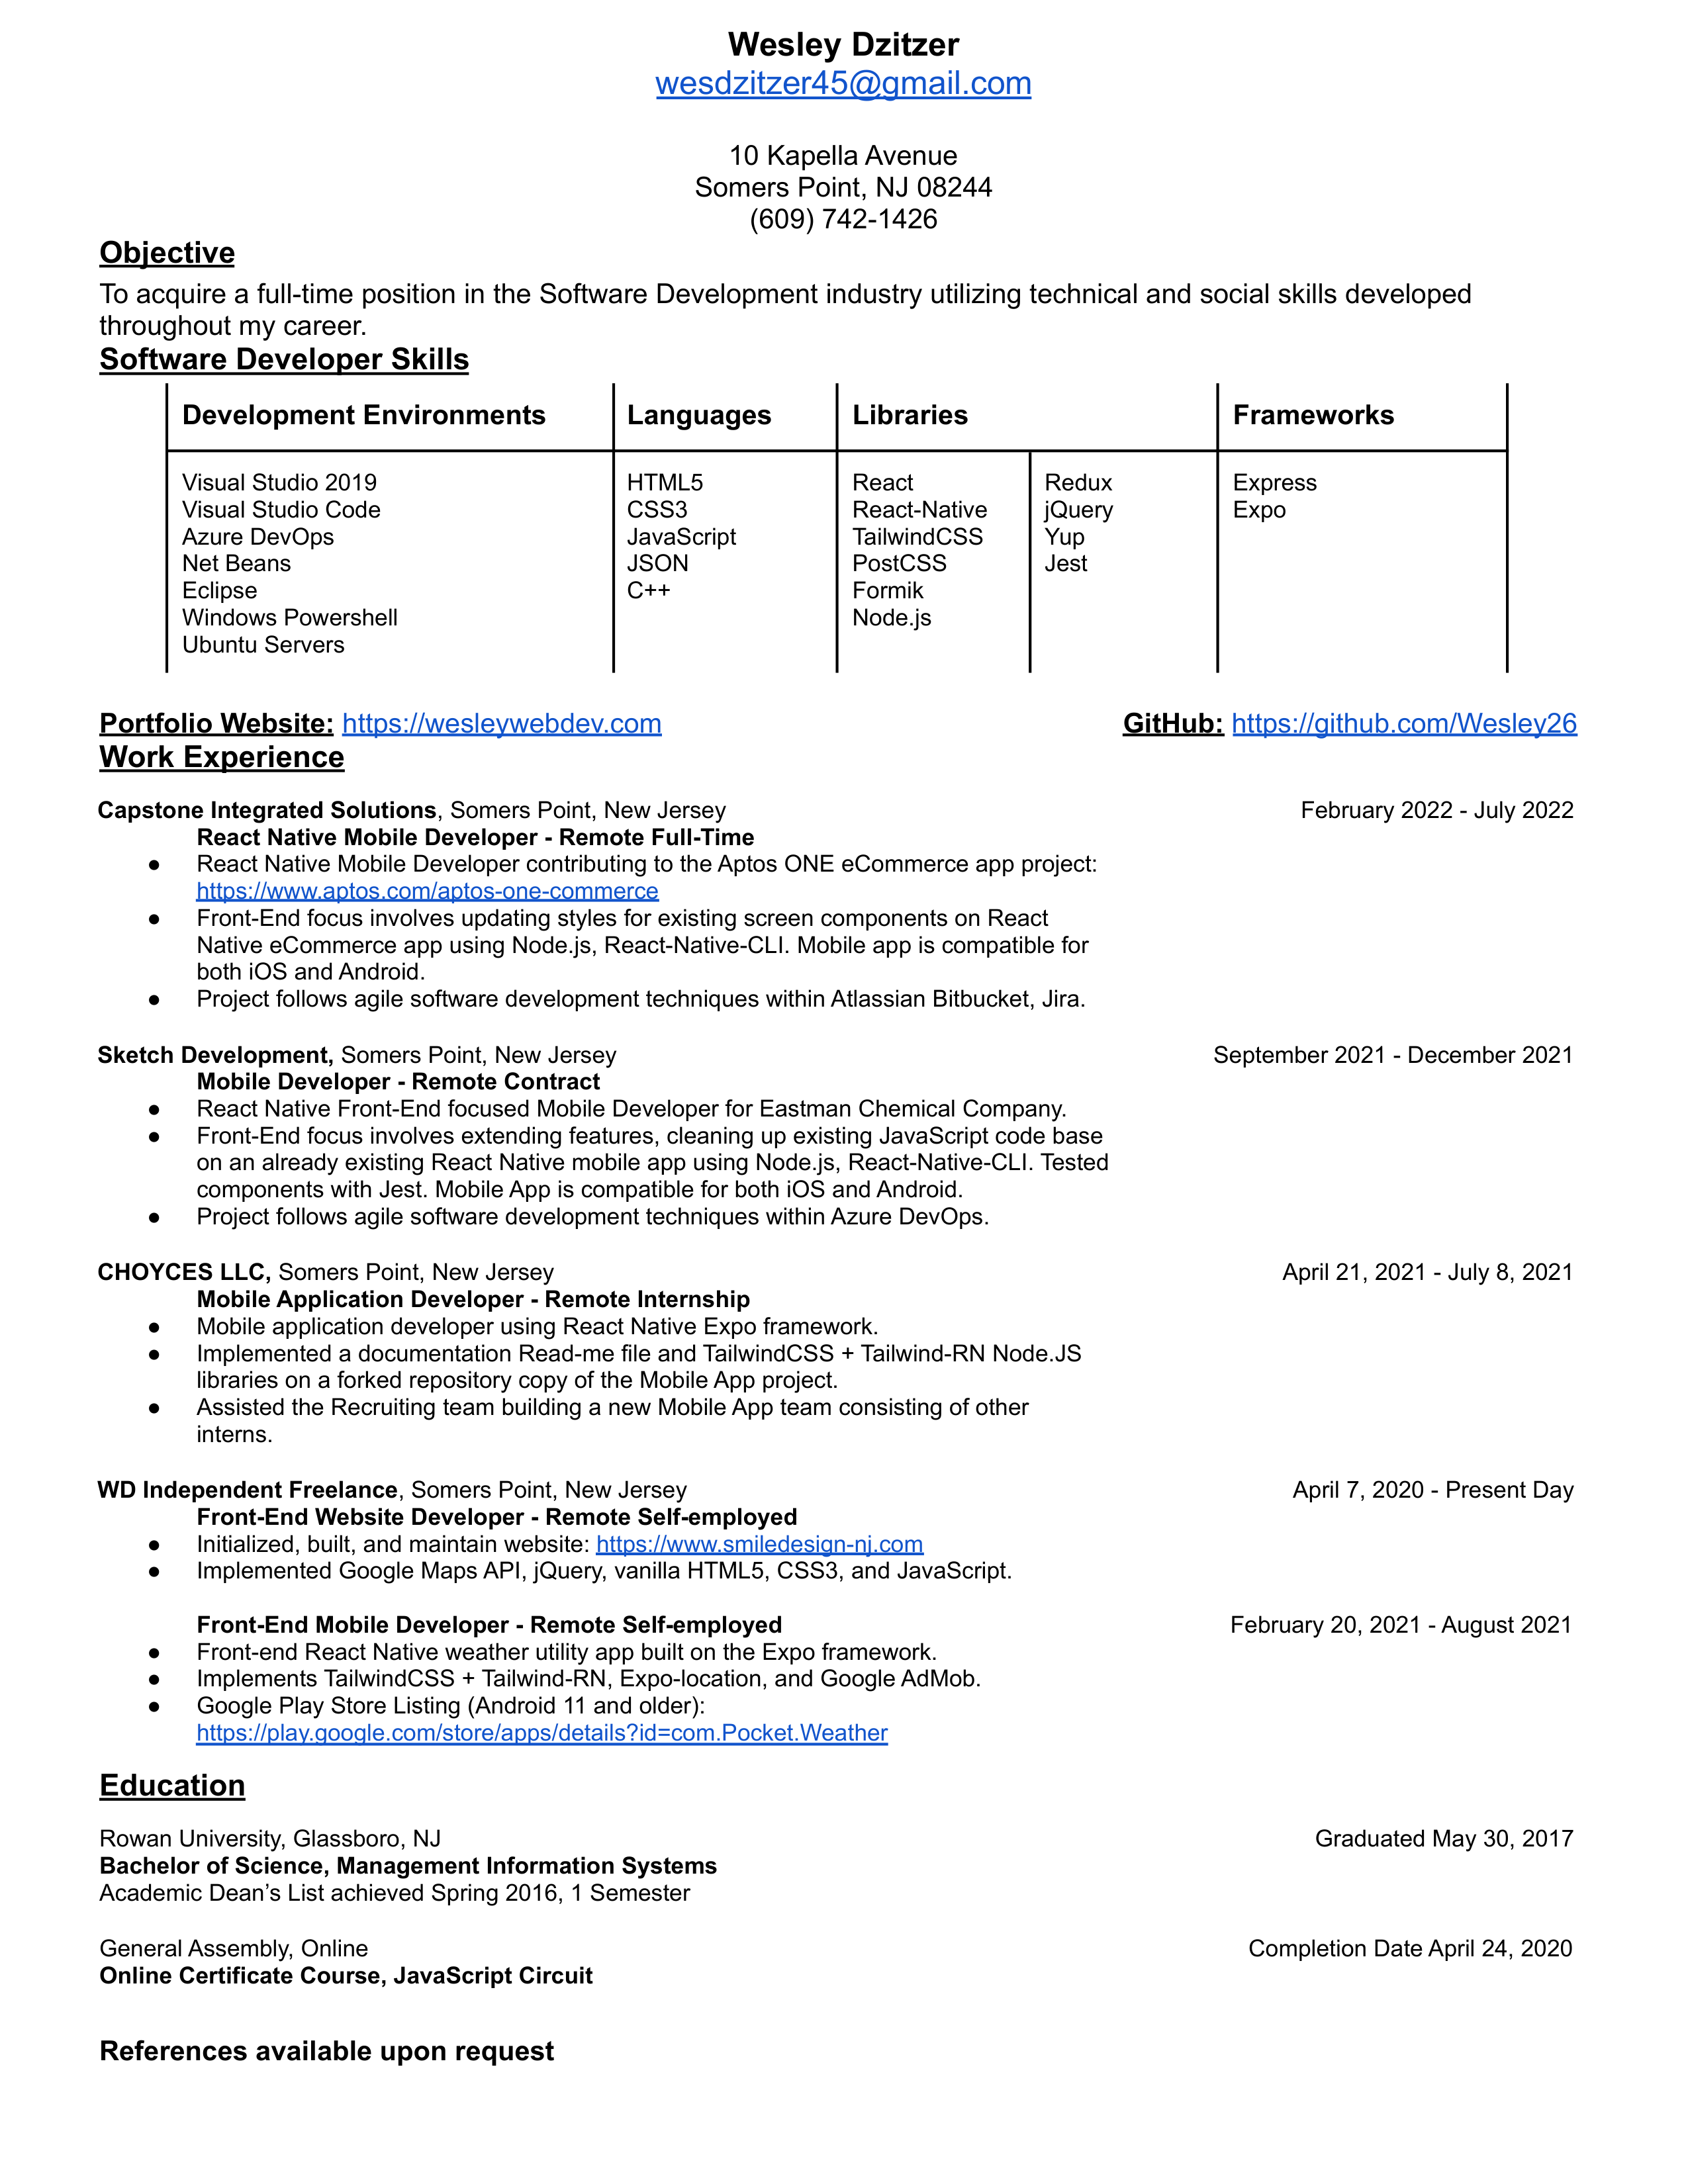 Wesley Dzitzer
wesdzitzer45@gmail.com
10 Kapella Avenue
Somers Point, NJ 08244
(609) 742-1426
Objective
To acquire a full-time position in the Software Development industry utilizing technical and social skills developed
throughout my career.
Software Developer Skills
Development Environments Languages Libraries Frameworks
Visual Studio 2019 HTML5 React Redux Express
Visual Studio Code CSS3 React-Native jQuery Expo
Azure DevOps JavaScript TailwindCSS Yup
Net Beans JSON PostCSS Jest
Eclipse C++ Formik
Windows Powershell Node.js
Ubuntu Servers
Portfolio Website: https://wesleywebdev.com GitHub: https://github.com/Wesley26
Work Experience
Capstone Integrated Solutions, Somers Point, New Jersey February 2022 - July 2022
React Native Mobile Developer - Remote Full-Time
● React Native Mobile Developer contributing to the Aptos ONE eCommerce app project:
https://www.aptos.com/aptos-one-commerce
● Front-End focus involves updating styles for existing screen components on React
Native eCommerce app using Node.js, React-Native-CLI. Mobile app is compatible for
both iOS and Android.
● Project follows agile software development techniques within Atlassian Bitbucket, Jira.
Sketch Development, Somers Point, New Jersey September 2021 - December 2021
Mobile Developer - Remote Contract
● React Native Front-End focused Mobile Developer for Eastman Chemical Company.
● Front-End focus involves extending features, cleaning up existing JavaScript code base
on an already existing React Native mobile app using Node.js, React-Native-CLI. Tested
components with Jest. Mobile App is compatible for both iOS and Android.
● Project follows agile software development techniques within Azure DevOps.
CHOYCES LLC, Somers Point, New Jersey April 21, 2021 - July 8, 2021
Mobile Application Developer - Remote Internship
● Mobile application developer using React Native Expo framework.
● Implemented a documentation Read-me file and TailwindCSS + Tailwind-RN Node.JS
libraries on a forked repository copy of the Mobile App project.
● Assisted the Recruiting team building a new Mobile App team consisting of other
interns.
WD Independent Freelance, Somers Point, New Jersey April 7, 2020 - Present Day
Front-End Website Developer - Remote Self-employed
● Initialized, built, and maintain website: https://www.smiledesign-nj.com
● Implemented Google Maps API, jQuery, vanilla HTML5, CSS3, and JavaScript.
Front-End Mobile Developer - Remote Self-employed February 20, 2021 - August 2021
● Front-end React Native weather utility app built on the Expo framework.
● Implements TailwindCSS + Tailwind-RN, Expo-location, and Google AdMob.
● Google Play Store Listing (Android 11 and older):
https://play.google.com/store/apps/details?id=com.Pocket.Weather
Education
Rowan University, Glassboro, NJ Graduated May 30, 2017
Bachelor of Science, Management Information Systems
Academic Dean’s List achieved Spring 2016, 1 Semester
General Assembly, Online Completion Date April 24, 2020
Online Certificate Course, JavaScript Circuit
References available upon request